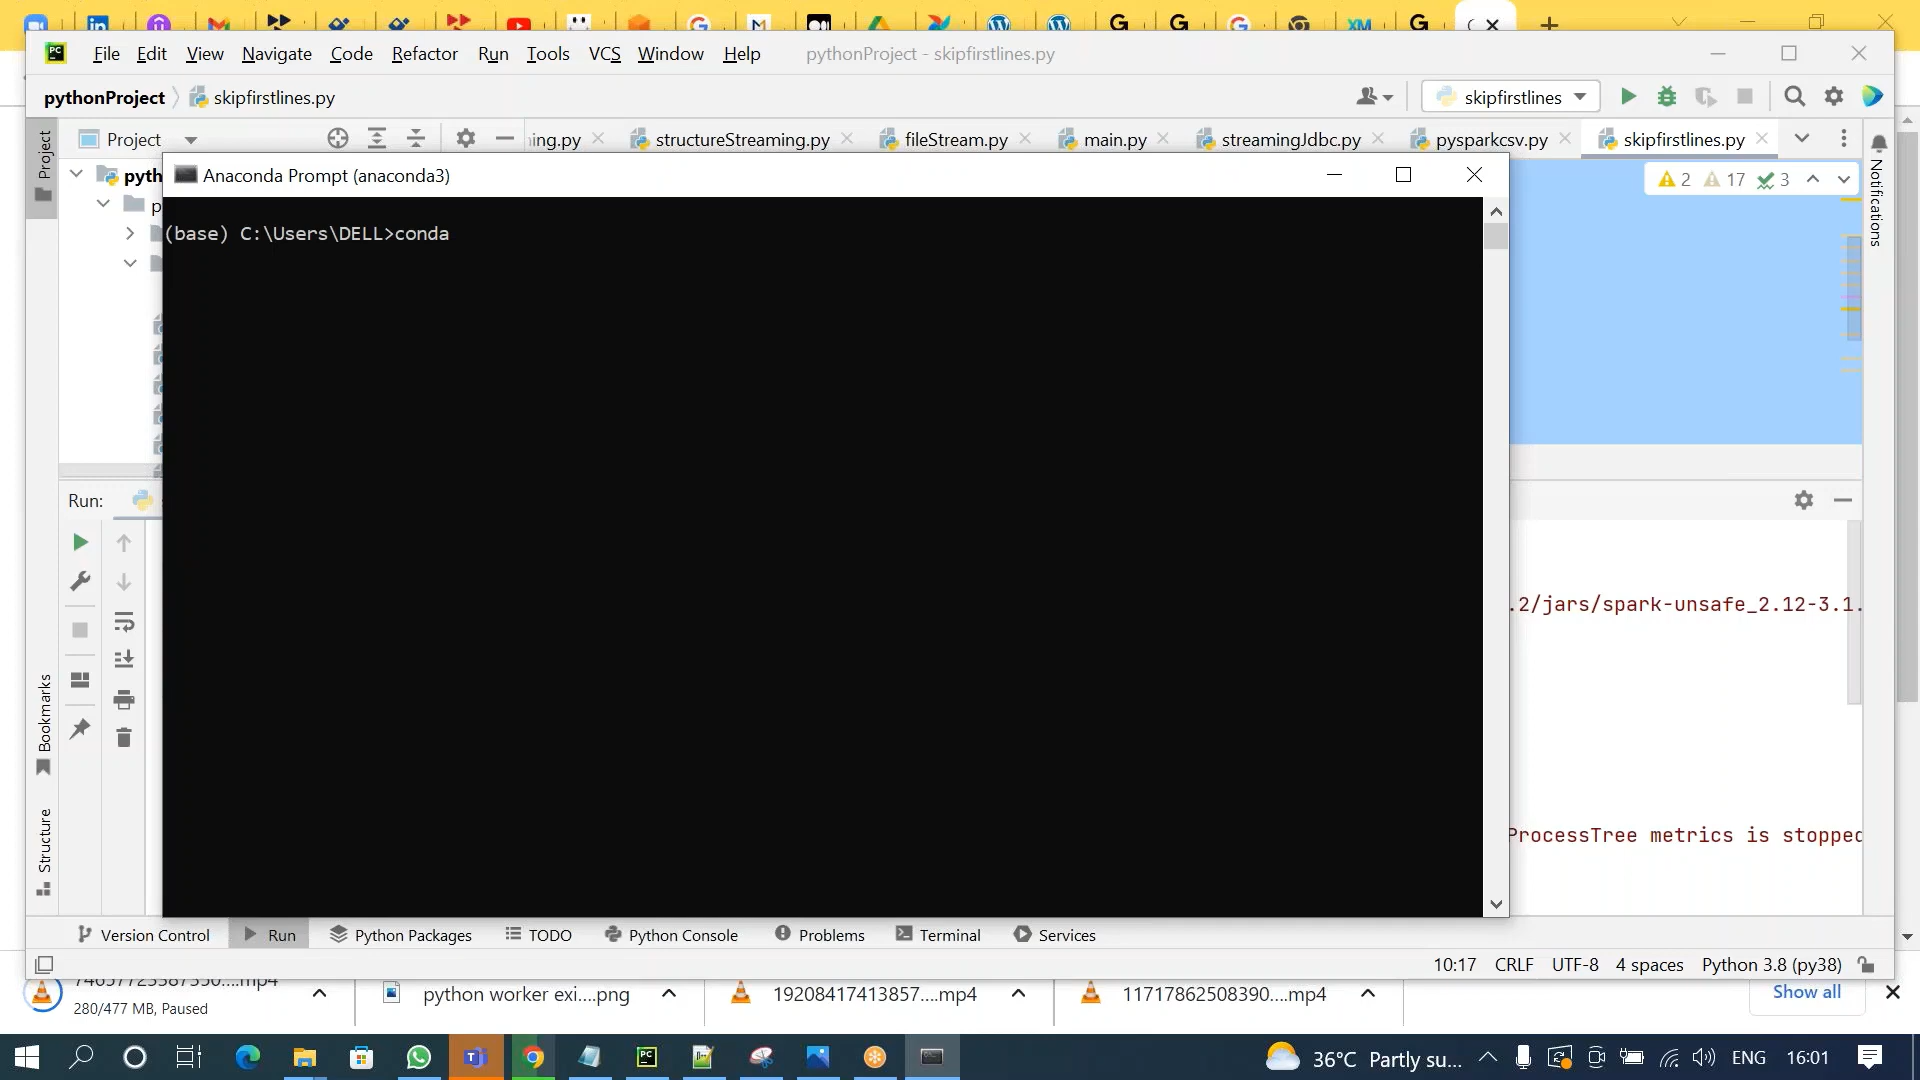 File Edit View Navigate Code Refactor Run Tools VCS Window Help pythonProject - skipfirstlines.py
pythonProject skipfirstlines.py skipfirstlines
Project ing.py structureStreaming.py fileStream.py main.py streamingJdbc.py pysparkcsv.py skipfirstlines.py
Project
Notifications
pyth
Anaconda Prompt (anaconda3)
2 17 3
p
(base) C:\Users\DELL>conda
Run:
.2/jars/spark-unsafe_2.12-3.1.
ProcessTree metrics is stopped
Bookmarks
Structure
Version Control Run Python Packages TODO Python Console Problems Terminal Services
10:17 CRLF UTF-8 4 spaces Python 3.8 (py38)
280/477 MB, Paused
python worker exi....png
19208417413857....mp4
11717862508390....mp4
Show all
36°C Partly su... ENG 16:01